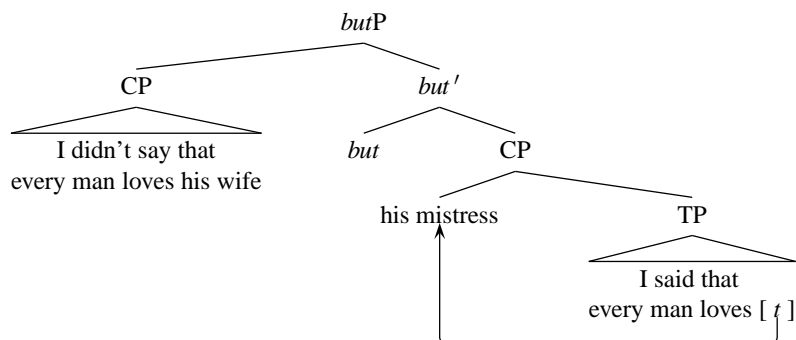 butP
CP but′
I didn't say that
every man loves his wife
but CP
his mistress TP
I said that
every man loves [ t ]